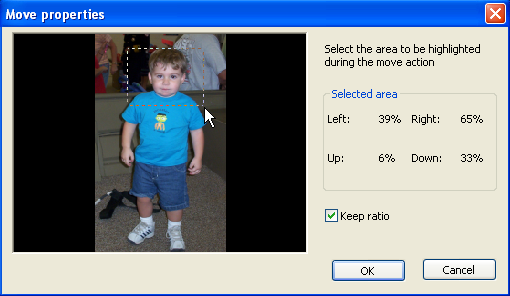 Move properties
Select the area to be highlighted
during the move action
Selected area
Left: 39% Right: 65%
Up: 6% Down: 33%
Keep ratio
OK Cancel